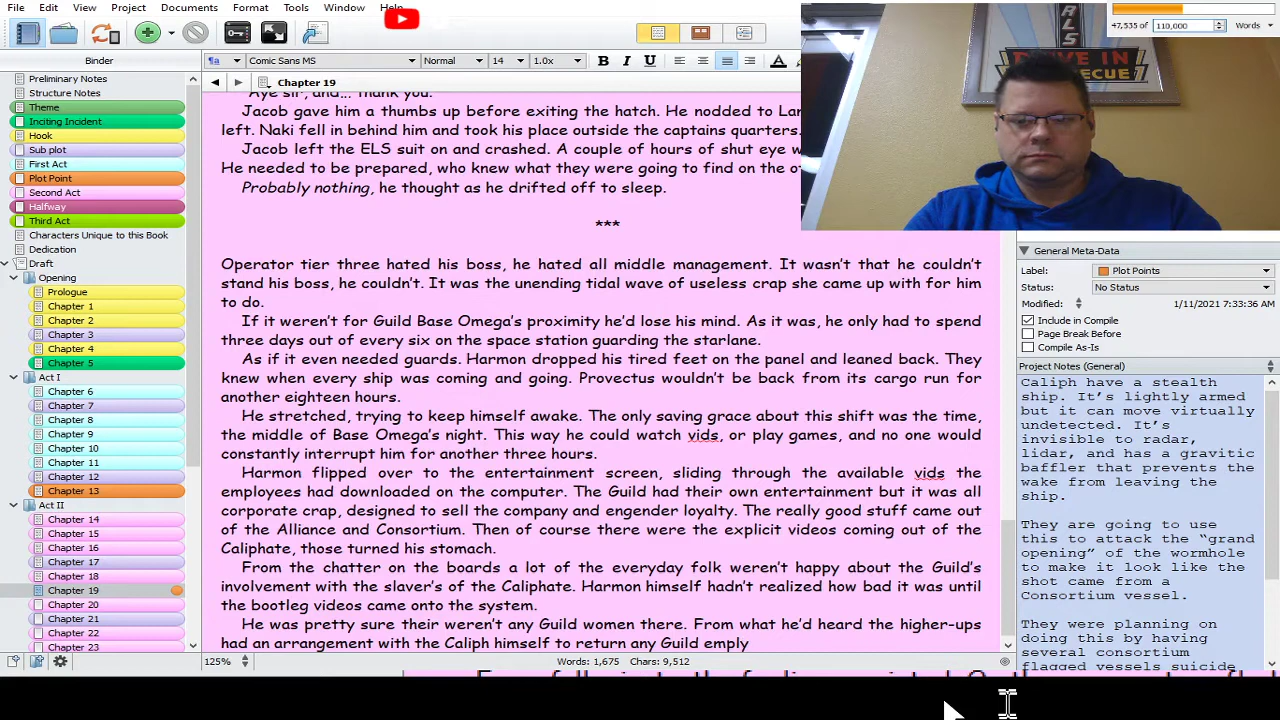 File Edit View Project Documents Format Tools Window Help
47,535 of 110,000 Words
Binder
Comic Sans MS Normal 14 1.0x B I U A
Chapter 19
Preliminary Notes
Structure Notes
Theme
Inciting Incident
Hook
Sub plot
First Act
Plot Point
Second Act
Halfway
Third Act
Characters Unique to this Book
Dedication
Draft
Opening
Prologue
Chapter 1
Chapter 2
Chapter 3
Chapter 4
Chapter 5
Act I
Chapter 6
Chapter 7
Chapter 8
Chapter 9
Chapter 10
Chapter 11
Chapter 12
Chapter 13
Act II
Chapter 14
Chapter 15
Chapter 16
Chapter 17
Chapter 18
Chapter 19
Chapter 20
Chapter 21
Chapter 22
Chapter 23
"Aye sir, and... Thank you."
Jacob gave him a thumbs up before exiting the hatch. He nodded to
left. Naki fell in behind him and took his place outside the captains quarters.
Jacob left the ELS suit on and crashed. A couple of hours of shut eye
He needed to be prepared, who knew what they were going to find on the
Probably nothing, he thought as he drifted off to sleep.
***
Operator tier three hated his boss, he hated all middle management. It wasn't that he couldn't
stand his boss, he couldn't. It was the unending tidal wave of useless crap she came up with for him
to do.
If it weren't for Guild Base Omega's proximity he'd lose his mind. As it was, he only had to spend
three days out of every six on the space station guarding the starlane.
As if it even needed guards. Harmon dropped his tired feet on the panel and leaned back. They
knew when every ship was coming and going. Provectus wouldn't be back from its cargo run for
another eighteen hours.
He stretched, trying to keep himself awake. The only saving grace about this shift was the time,
the middle of Base Omega's night. This way he could watch vids, or play games, and no one would
constantly interrupt him for another three hours.
Harmon flipped over to the entertainment screen, sliding through the available vids the
employees had downloaded on the computer. The Guild had their own entertainment but it was all
corporate crap, designed to sell the company and engender loyalty. The really good stuff came out
of the Alliance and Consortium. Then of course there were the explicit videos coming out of the
Caliphate, those turned his stomach.
From the chatter on the boards a lot of the everyday folk weren't happy about the Guild's
involvement with the slaver's of the Caliphate. Harmon himself hadn't realized how bad it was until
the bootleg videos came onto the system.
He was pretty sure their weren't any Guild women there. From what he'd heard the higher-ups
had an arrangement with the Caliph himself to return any Guild emply
125%
Words: 1,675 Chars: 9,512
RLS
DRIVE IN
General Meta-Data
Label: Plot Points
Status: No Status
Modified: 1/11/2021 7:33:36 AM
Include in Compile
Page Break Before
Compile As-Is
Project Notes (General)
Caliph have a stealth
ship. It's lightly armed
but it can move virtually
undetected. It's
invisible to radar,
lidar, and has a gravitic
baffler that prevents the
wake from leaving the
ship.
They are going to use
this to attack the "grand
opening" of the wormhole
to make it look like the
shot came from a
Consortium vessel.
They were planning on
doing this by having
several consortium
flagged vessels suicide